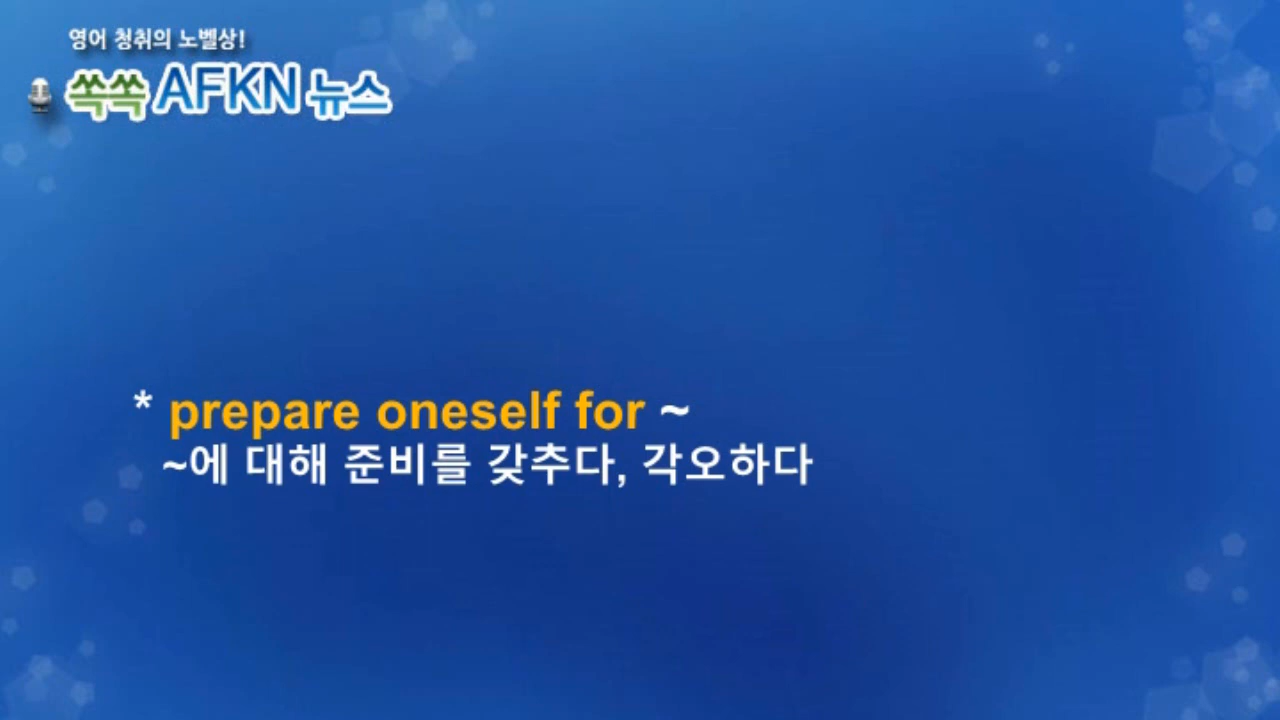 영어 청취의 노벨상!
쏙쏙 AFKN 뉴스
* prepare oneself for ~
~에 대해 준비를 갖추다, 각오하다